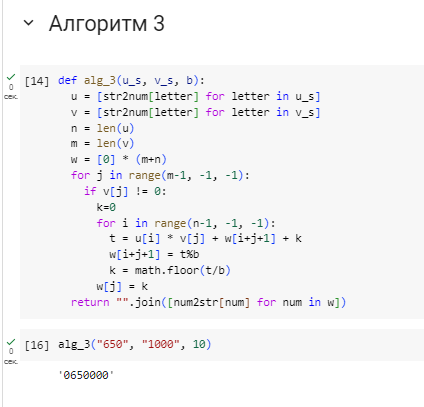 Алгоритм 3
[14] def alg_3(u_s, v_s, b):
0
сек.
u = [str2num[letter] for letter in u_s]
v = [str2num[letter] for letter in v_s]
n = len(u)
m = len(v)
w = [0] * (m+n)
for j in range(m-1, -1, -1):
if v[j] != 0:
k=0
for i in range(n-1, -1, -1):
t = u[i] * v[j] + w[i+j+1] + k
w[i+j+1] = t%b
k = math.floor(t/b)
w[j] = k
return "".join([num2str[num] for num in w])
[16] alg_3("650", "1000", 10)
0
сек.
'0650000'